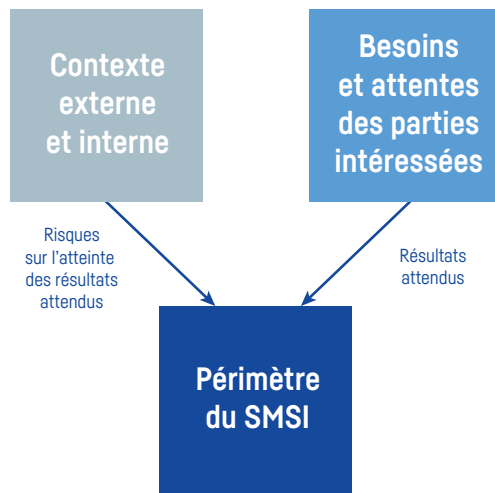 Contexte
externe
et interne
Besoins
et attentes
des parties
intéressées
Risques
sur l'atteinte
des résultats
attendus
Résultats
attendus
Périmètre
du SMSI